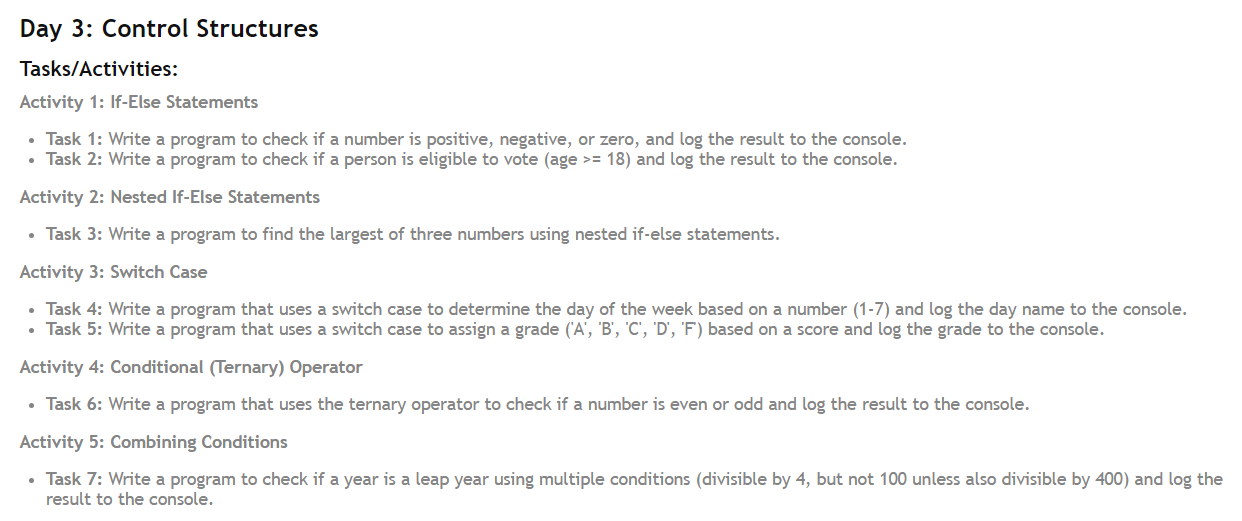 Day 3: Control Structures
Tasks/Activities:
Activity 1: If-Else Statements
• Task 1: Write a program to check if a number is positive, negative, or zero, and log the result to the console.
• Task 2: Write a program to check if a person is eligible to vote (age >= 18) and log the result to the console.
Activity 2: Nested If-Else Statements
• Task 3: Write a program to find the largest of three numbers using nested if-else statements.
Activity 3: Switch Case
• Task 4: Write a program that uses a switch case to determine the day of the week based on a number (1-7) and log the day name to the console.
• Task 5: Write a program that uses a switch case to assign a grade ('A', 'B', 'C', 'D', 'F') based on a score and log the grade to the console.
Activity 4: Conditional (Ternary) Operator
• Task 6: Write a program that uses the ternary operator to check if a number is even or odd and log the result to the console.
Activity 5: Combining Conditions
• Task 7: Write a program to check if a year is a leap year using multiple conditions (divisible by 4, but not 100 unless also divisible by 400) and log the
result to the console.